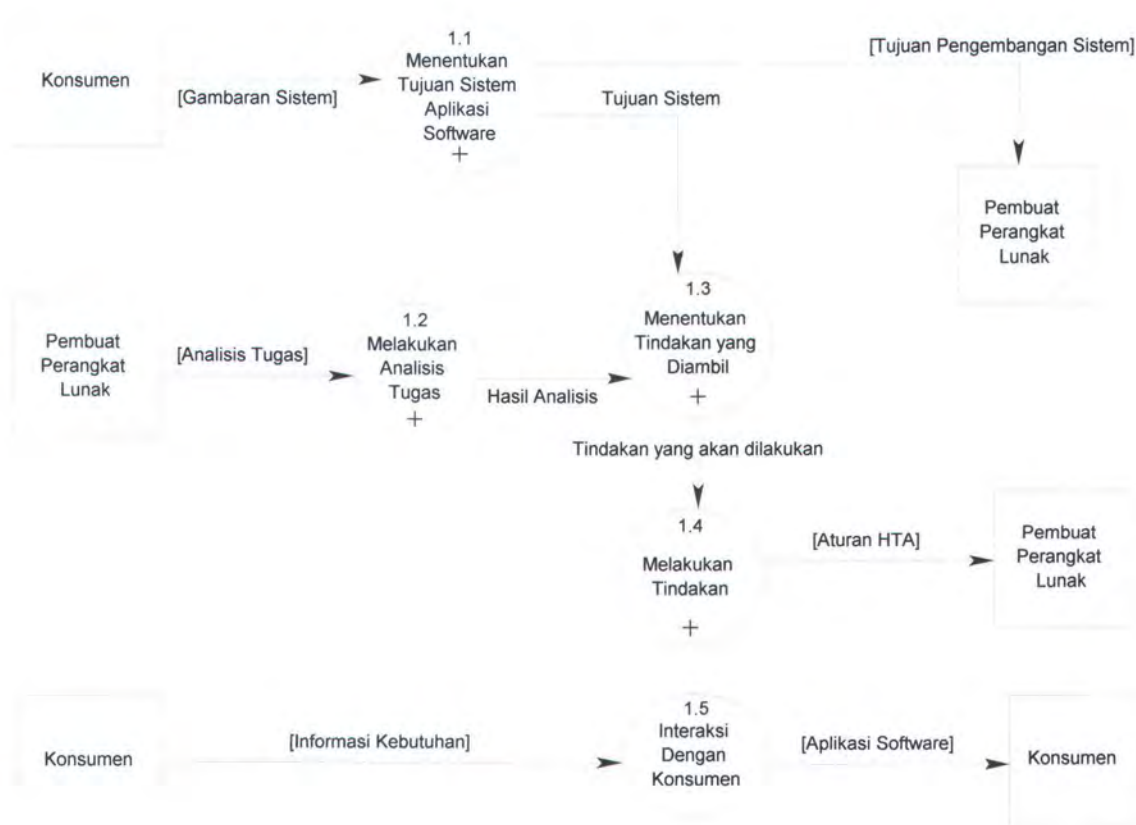 Konsumen
[Gambaran Sistem]
1.1
Menentukan
Tujuan Sistem
Aplikasi
Software
+
Tujuan Sistem
[Tujuan Pengembangan Sistem]
Pembuat
Perangkat
Lunak
Pembuat
Perangkat
Lunak
[Analisis Tugas]
1.2
Melakukan
Analisis
Tugas
+
Hasil Analisis
1.3
Menentukan
Tindakan yang
Diambil
+
Tindakan yang akan dilakukan
1.4
Melakukan
Tindakan
+
[Aturan HTA]
Pembuat
Perangkat
Lunak
Konsumen
[Informasi Kebutuhan]
1.5
Interaksi
Dengan
Konsumen
[Aplikasi Software]
Konsumen